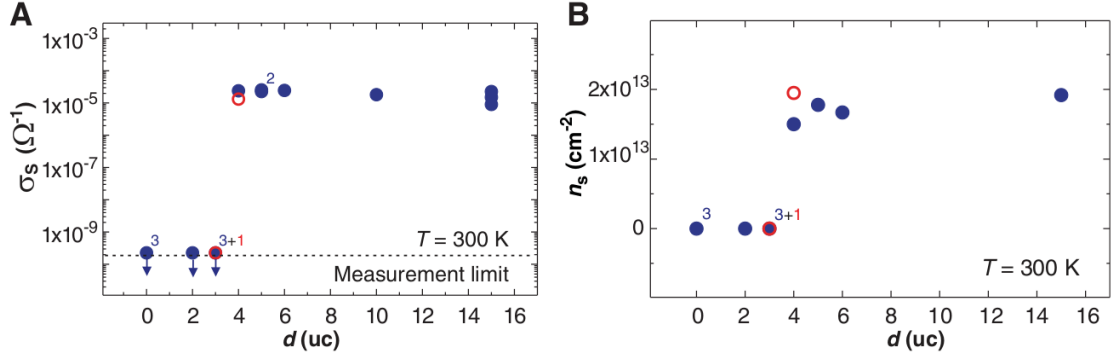 A
σS (Ω-1)
1x10-3
1x10-5
1x10-7
1x10-9
2
3
3+1
T = 300 K
Measurement limit
0 2 4 6 8 10 12 14 16
d (uc)
B
ns (cm-2)
2x1013
1x1013
0
3
3+1
T = 300 K
0 2 4 6 8 10 12 14 16
d (uc)